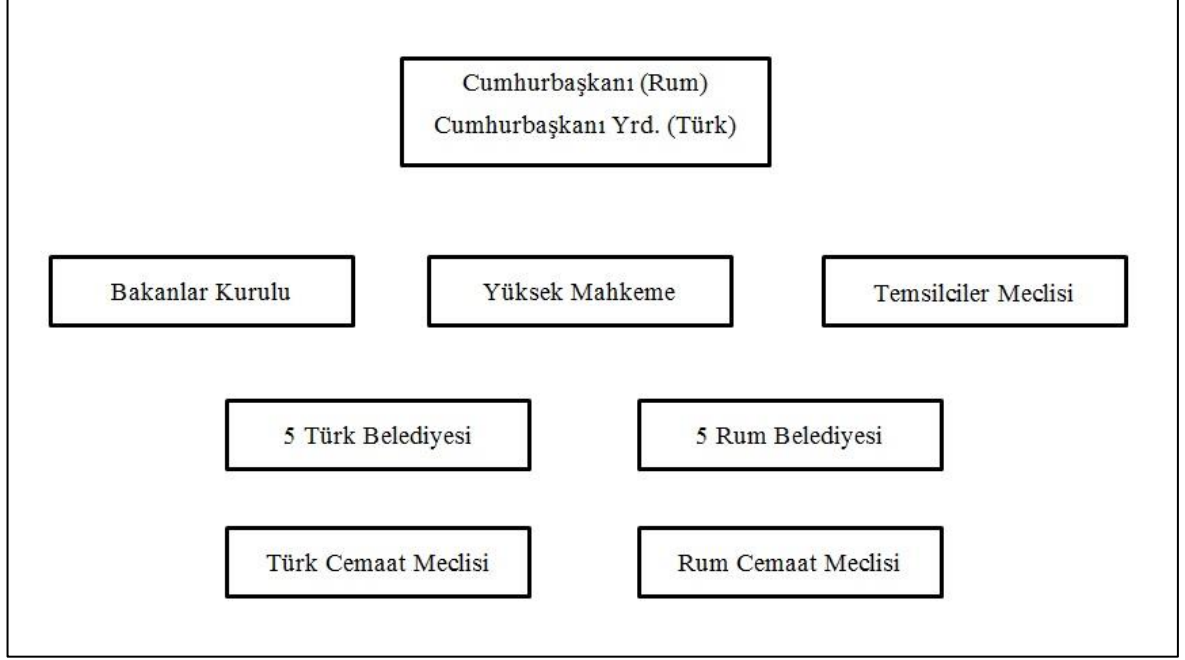 Cumhurbaşkanı (Rum)
Cumhurbaşkanı Yrd. (Türk)
Bakanlar Kurulu
Yüksek Mahkeme
Temsilciler Meclisi
5 Türk Belediyesi
5 Rum Belediyesi
Türk Cemaat Meclisi
Rum Cemaat Meclisi